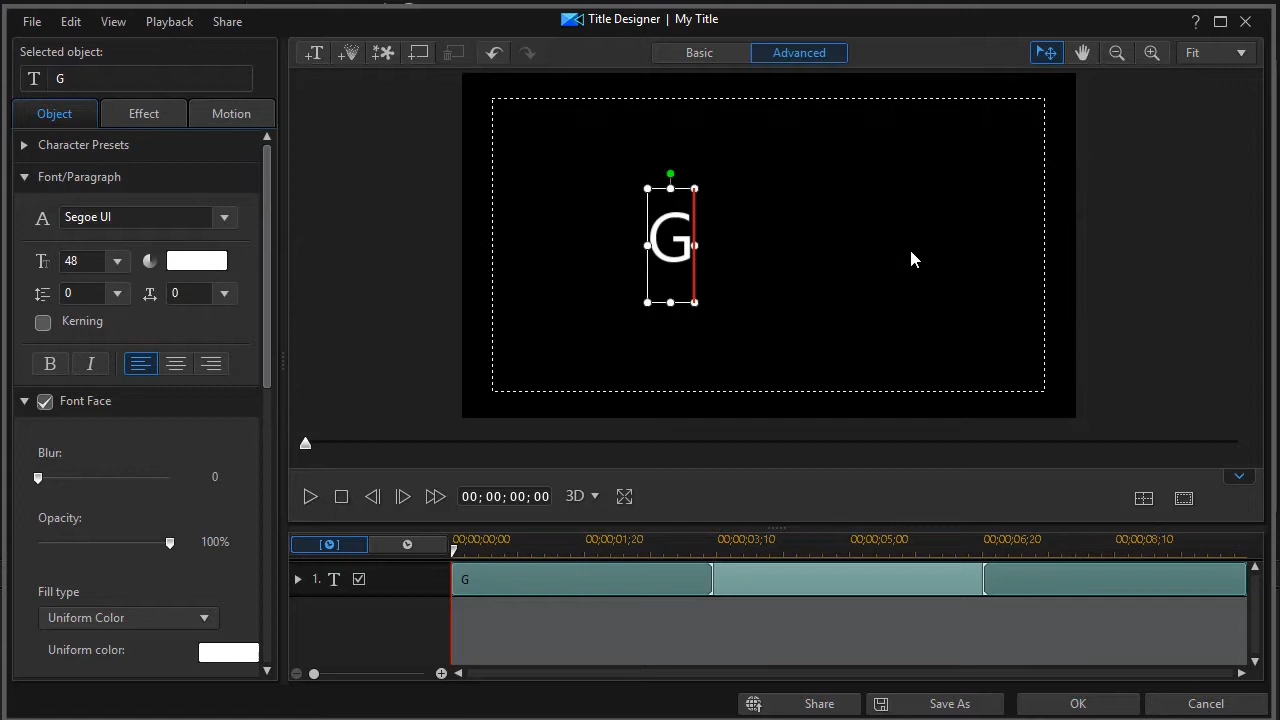 File Edit View Playback Share
Title Designer | My Title
?
Selected object:
T G
Basic Advanced
Fit
Object Effect Motion
Character Presets
Font/Paragraph
Segoe UI
48
0 0
Kerning
B I
Font Face
Blur:
0
Opacity:
100%
Fill type
Uniform Color
Uniform color:
G
00; 00; 00; 00
3D
00;00;00;00 00;00;01;20 00;00;03;10 00;00;05;00 00;00;06;20 00;00;08;10
1. T G
Share Save As OK Cancel